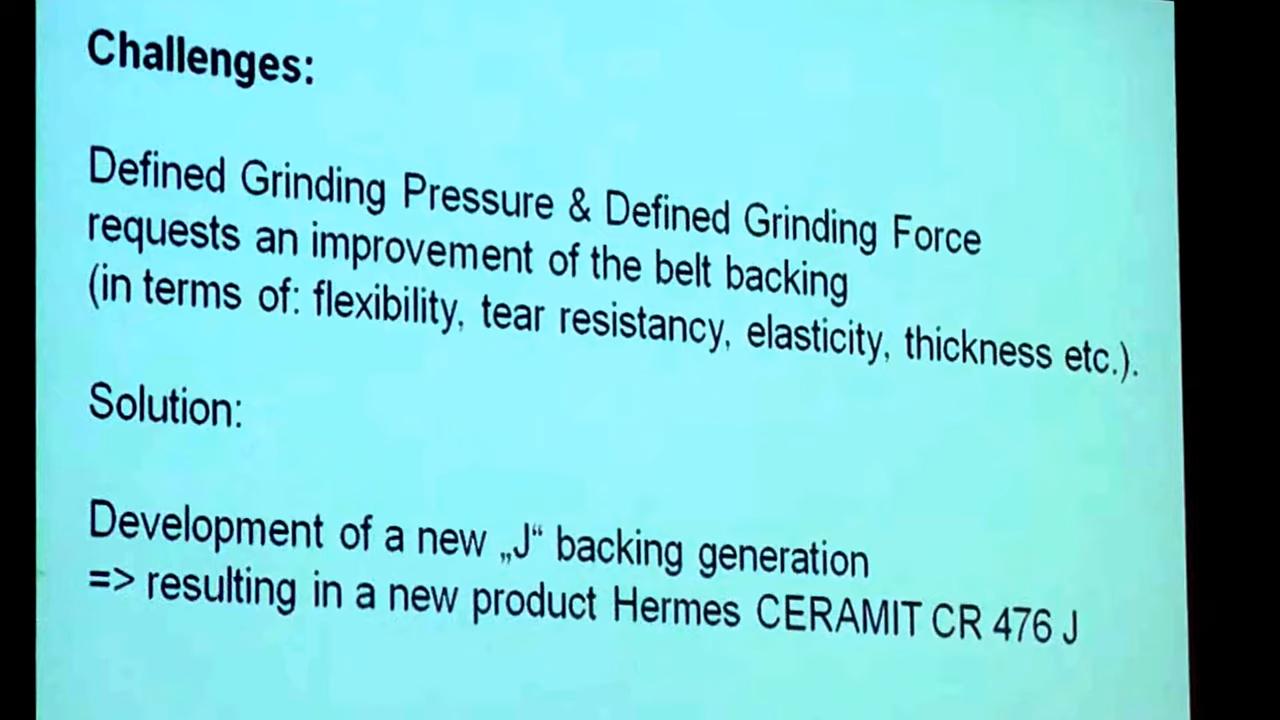 Challenges:
Defined Grinding Pressure & Defined Grinding Force
requests an improvement of the belt backing
(in terms of: flexibility, tear resistancy, elasticity, thickness etc.).
Solution:
Development of a new „J“ backing generation
=> resulting in a new product Hermes CERAMIT CR 476 J